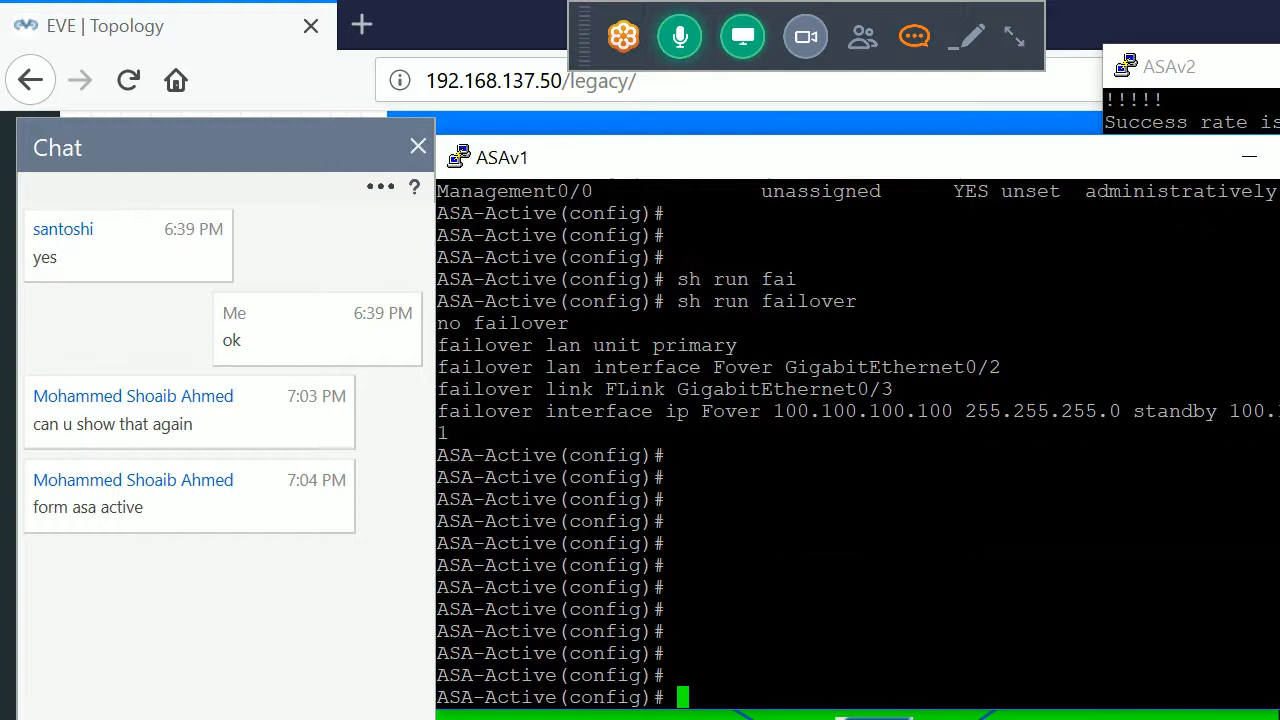 EVE | Topology
192.168.137.50/legacy/
ASAv2
!!!!!
Success rate is
Chat
?
santoshi 6:39 PM
yes
Me 6:39 PM
ok
Mohammed Shoaib Ahmed 7:03 PM
can u show that again
Mohammed Shoaib Ahmed 7:04 PM
form asa active
ASAv1
Management0/0 unassigned YES unset administratively
ASA-Active(config)#
ASA-Active(config)#
ASA-Active(config)#
ASA-Active(config)# sh run fai
ASA-Active(config)# sh run failover
no failover
failover lan unit primary
failover lan interface Fover GigabitEthernet0/2
failover link FLink GigabitEthernet0/3
failover interface ip Fover 100.100.100.100 255.255.255.0 standby 100.
1
ASA-Active(config)#
ASA-Active(config)#
ASA-Active(config)#
ASA-Active(config)#
ASA-Active(config)#
ASA-Active(config)#
ASA-Active(config)#
ASA-Active(config)#
ASA-Active(config)#
ASA-Active(config)#
ASA-Active(config)#
ASA-Active(config)#